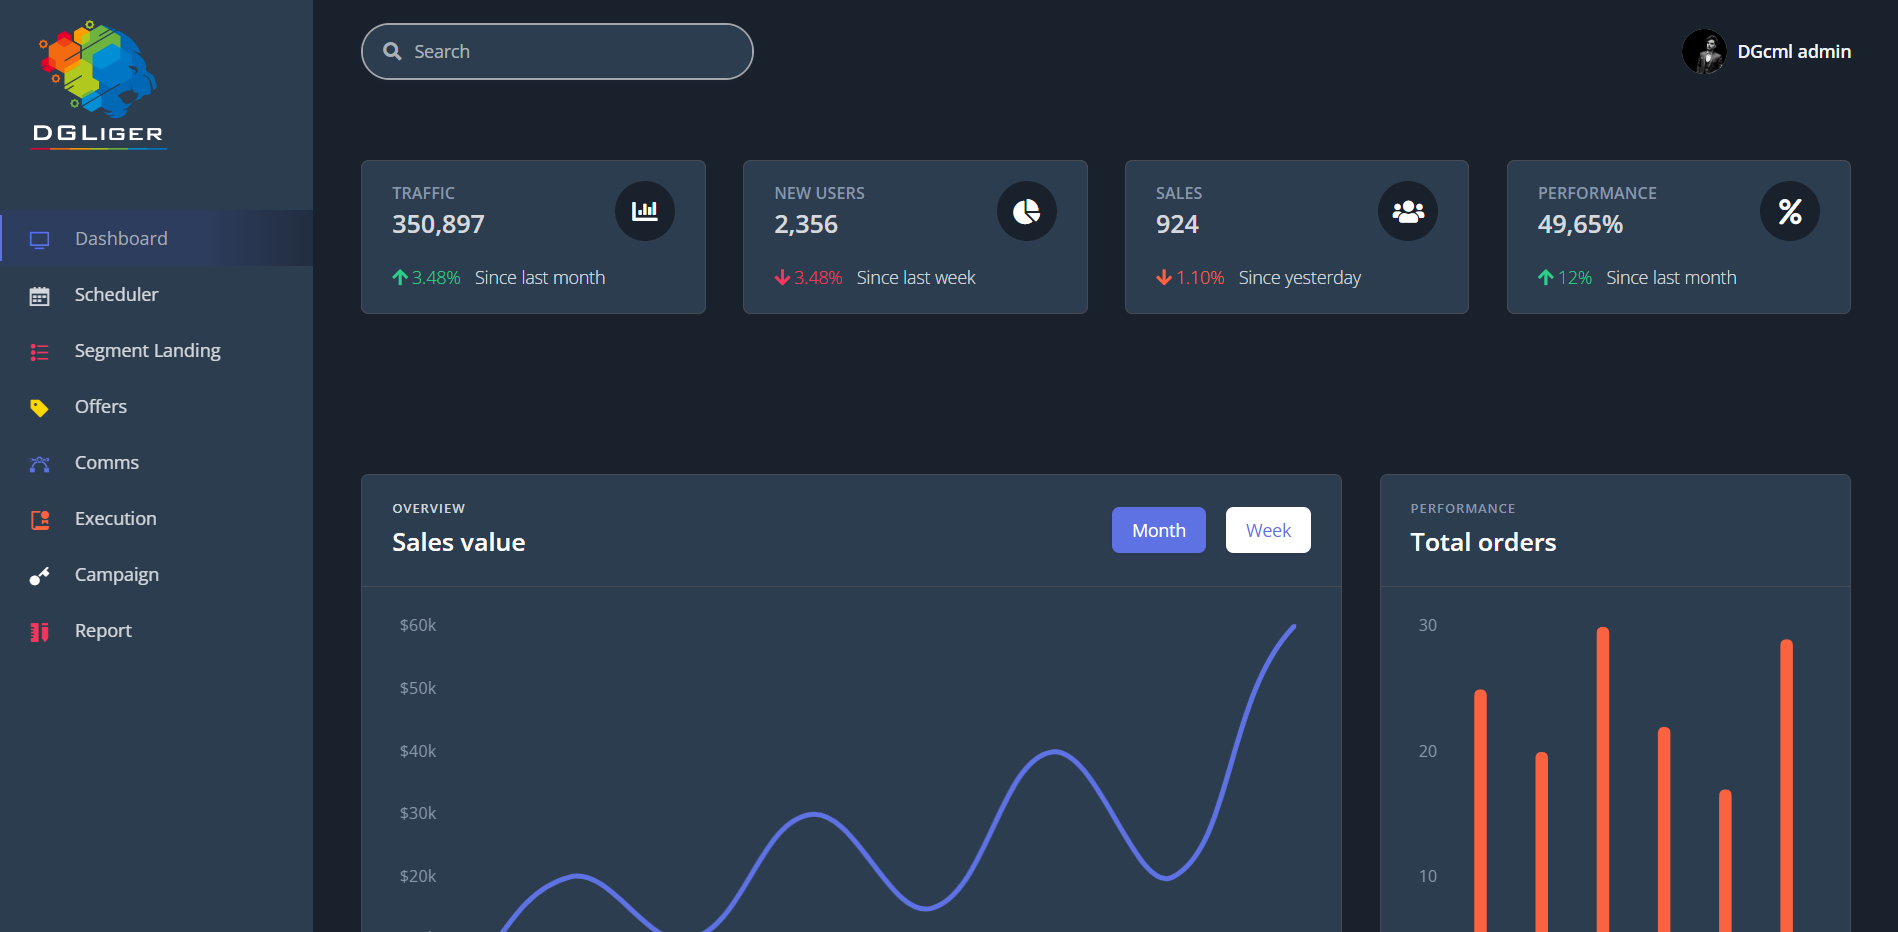 DGLIGER
Search
DGcml admin
Dashboard
Scheduler
Segment Landing
Offers
Comms
Execution
Campaign
Report
TRAFFIC
350,897
3.48% Since last month
NEW USERS
2,356
3.48% Since last week
SALES
924
1.10% Since yesterday
PERFORMANCE
49,65%
12% Since last month
OVERVIEW
Sales value
Month
Week
$60k
$50k
$40k
$30k
$20k
PERFORMANCE
Total orders
30
20
10